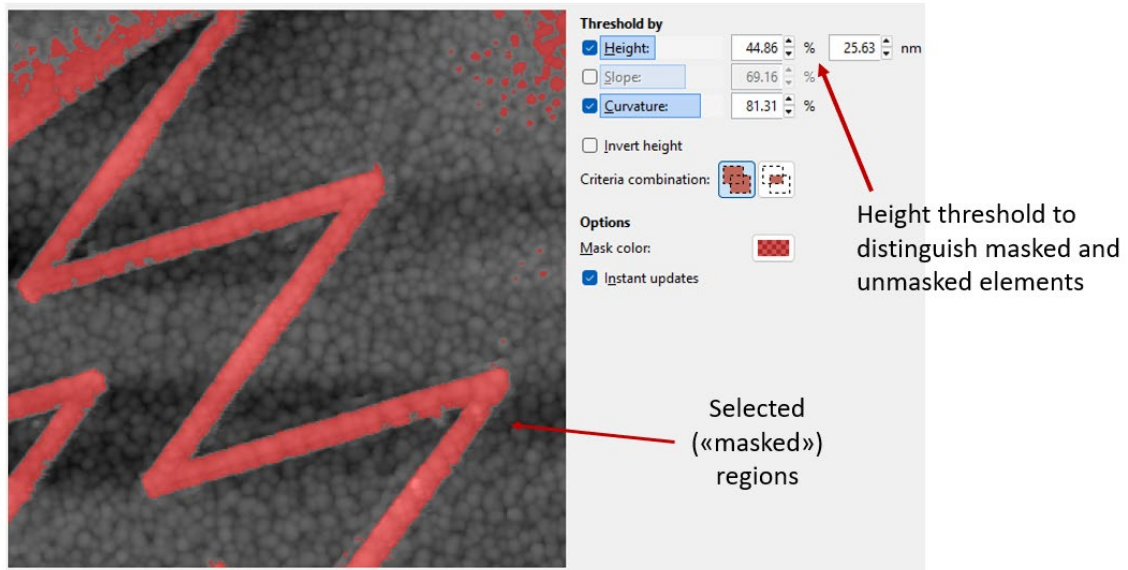 Threshold by
Height: 44.86 % 25.63 nm
Slope: 69.16 %
Curvature: 81.31 %
Invert height
Criteria combination:
Options
Mask color:
Instant updates
Height threshold to
distinguish masked and
unmasked elements
Selected
(«masked»)
regions